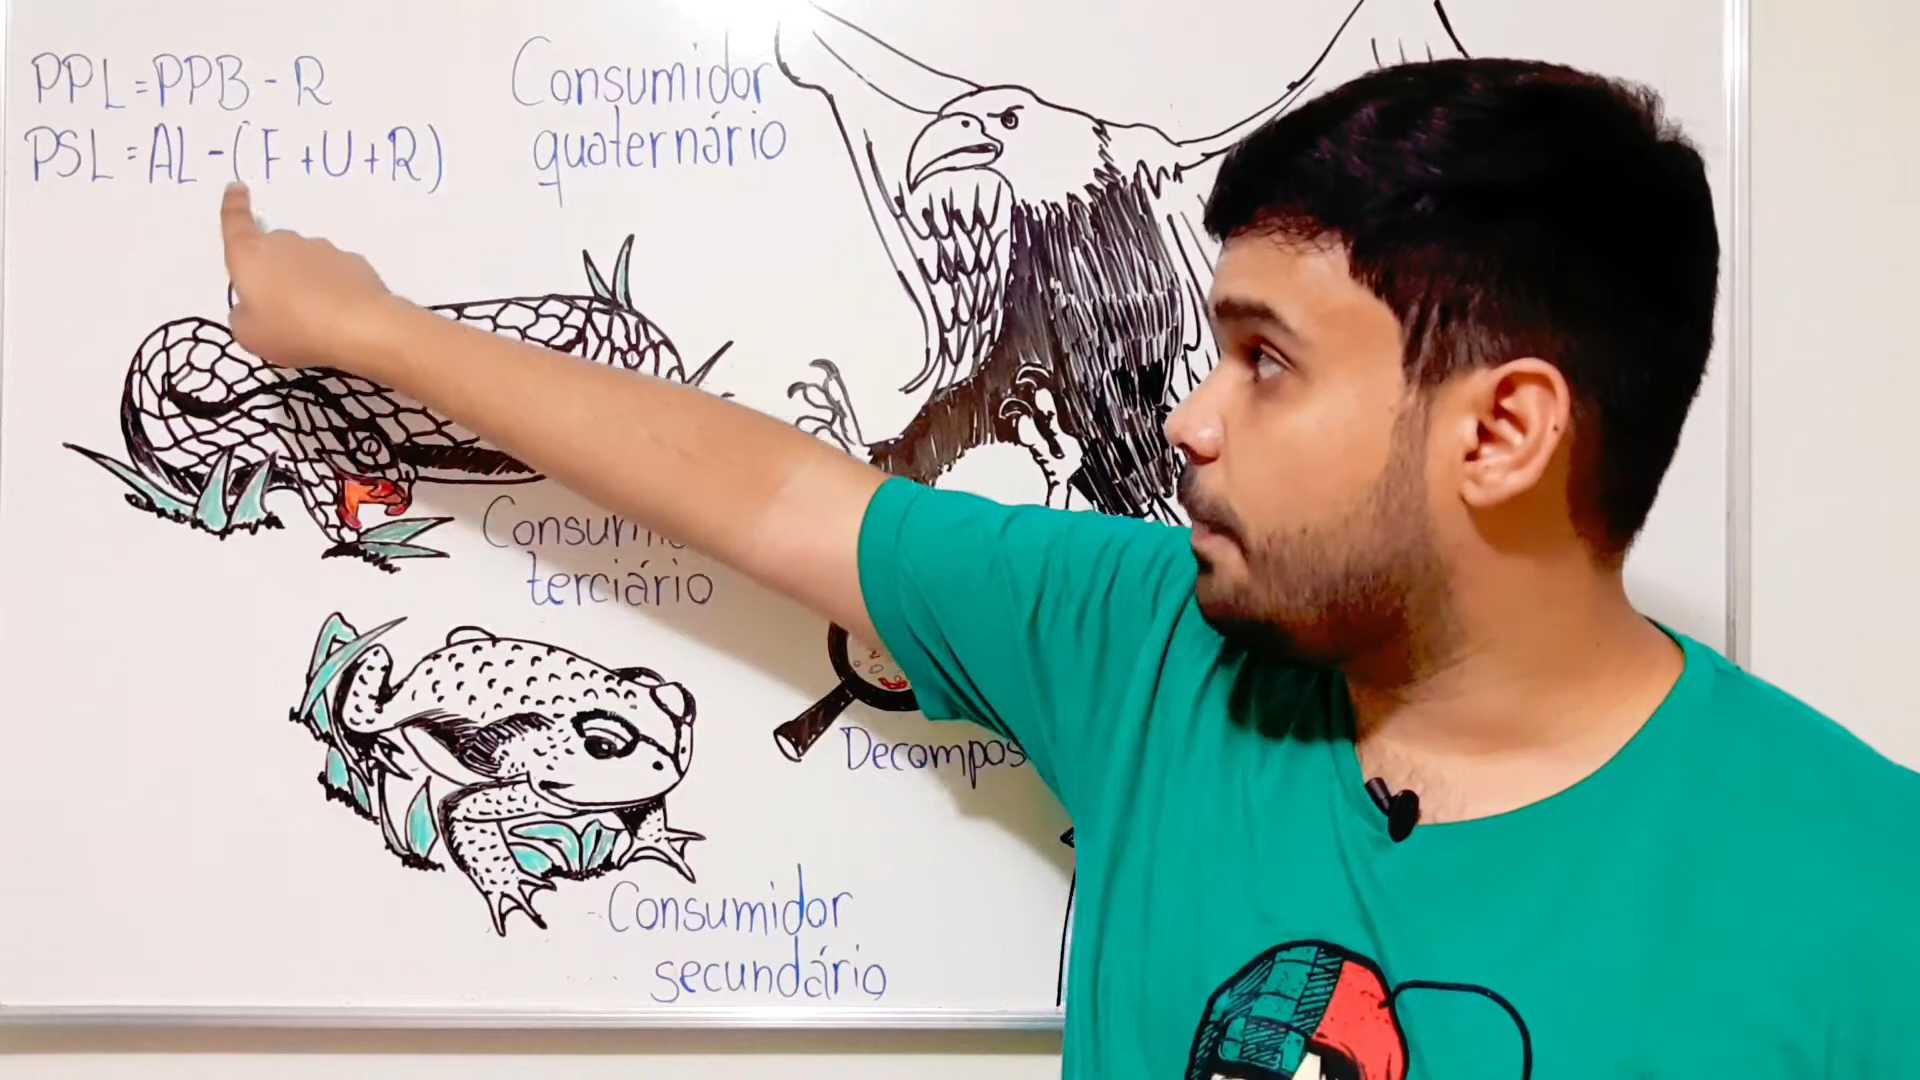 PPL=PPB-R
PSL=AL-(F+U+R)
Consumidor
quaternário
terciário
Consumidor
secundário